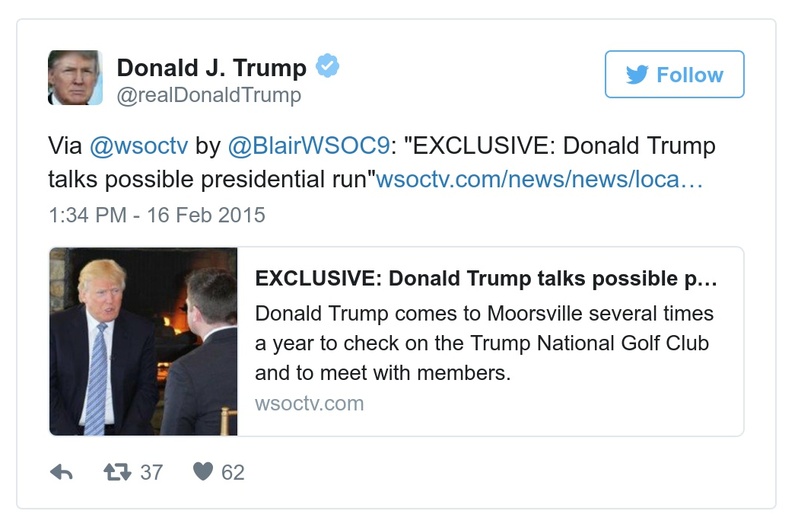 Donald J. Trump
@realDonaldTrump
Follow
Via @wsoctv by @BlairWSOC9: "EXCLUSIVE: Donald Trump
talks possible presidential run"wsoctv.com/news/news/loca…
1:34 PM - 16 Feb 2015
EXCLUSIVE: Donald Trump talks possible p...
Donald Trump comes to Moorsville several times
a year to check on the Trump National Golf Club
and to meet with members.
wsoctv.com
37 62